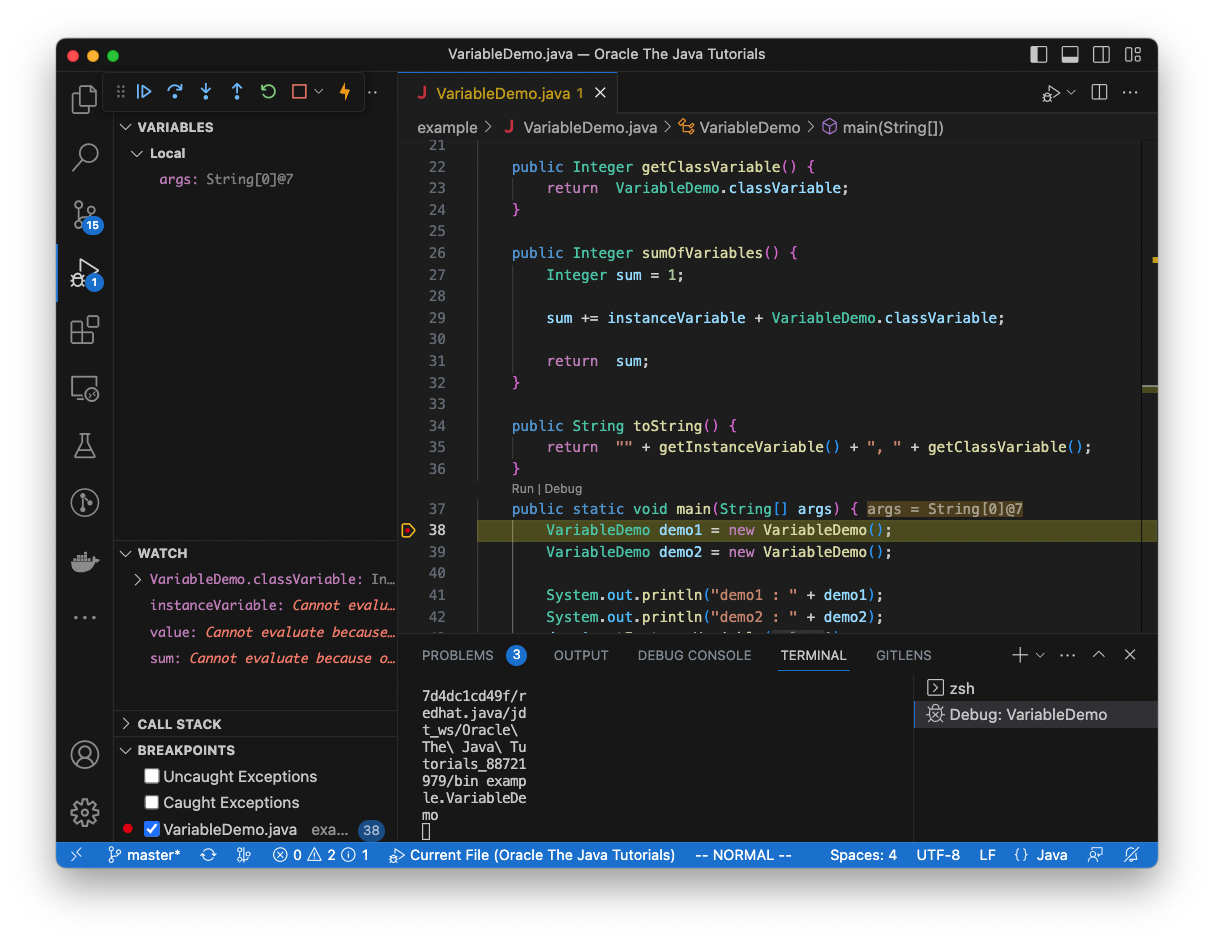 VariableDemo.java — Oracle The Java Tutorials
VariableDemo.java 1
VARIABLES
Local
args: String[0]@7
15
1
WATCH
VariableDemo.classVariable: In…
instanceVariable: Cannot evalu…
value: Cannot evaluate because…
sum: Cannot evaluate because o…
CALL STACK
BREAKPOINTS
Uncaught Exceptions
Caught Exceptions
VariableDemo.java exa… 38
example > J VariableDemo.java > VariableDemo > main(String[])
21
22 public Integer getClassVariable() {
23 return  VariableDemo.classVariable;
24 }
25
26 public Integer sumOfVariables() {
27 Integer sum = 1;
28
29 sum += instanceVariable + VariableDemo.classVariable;
30
31 return  sum;
32 }
33
34 public String toString() {
35 return  "" + getInstanceVariable() + ", " + getClassVariable();
36 }
Run | Debug
37 public static void main(String[] args) { args = String[0]@7
38 VariableDemo demo1 = new VariableDemo();
39 VariableDemo demo2 = new VariableDemo();
40
41 System.out.println("demo1 : " + demo1);
42 System.out.println("demo2 : " + demo2);
PROBLEMS 3 OUTPUT DEBUG CONSOLE TERMINAL GITLENS
7d4dc1cd49f/r
edhat.java/jd
t_ws/Oracle\
The\ Java\ Tu
torials_88721
979/bin examp
le.VariableDe
mo
zsh
Debug: VariableDemo
master* 0 2 1 Current File (Oracle The Java Tutorials) -- NORMAL -- Spaces: 4 UTF-8 LF {} Java